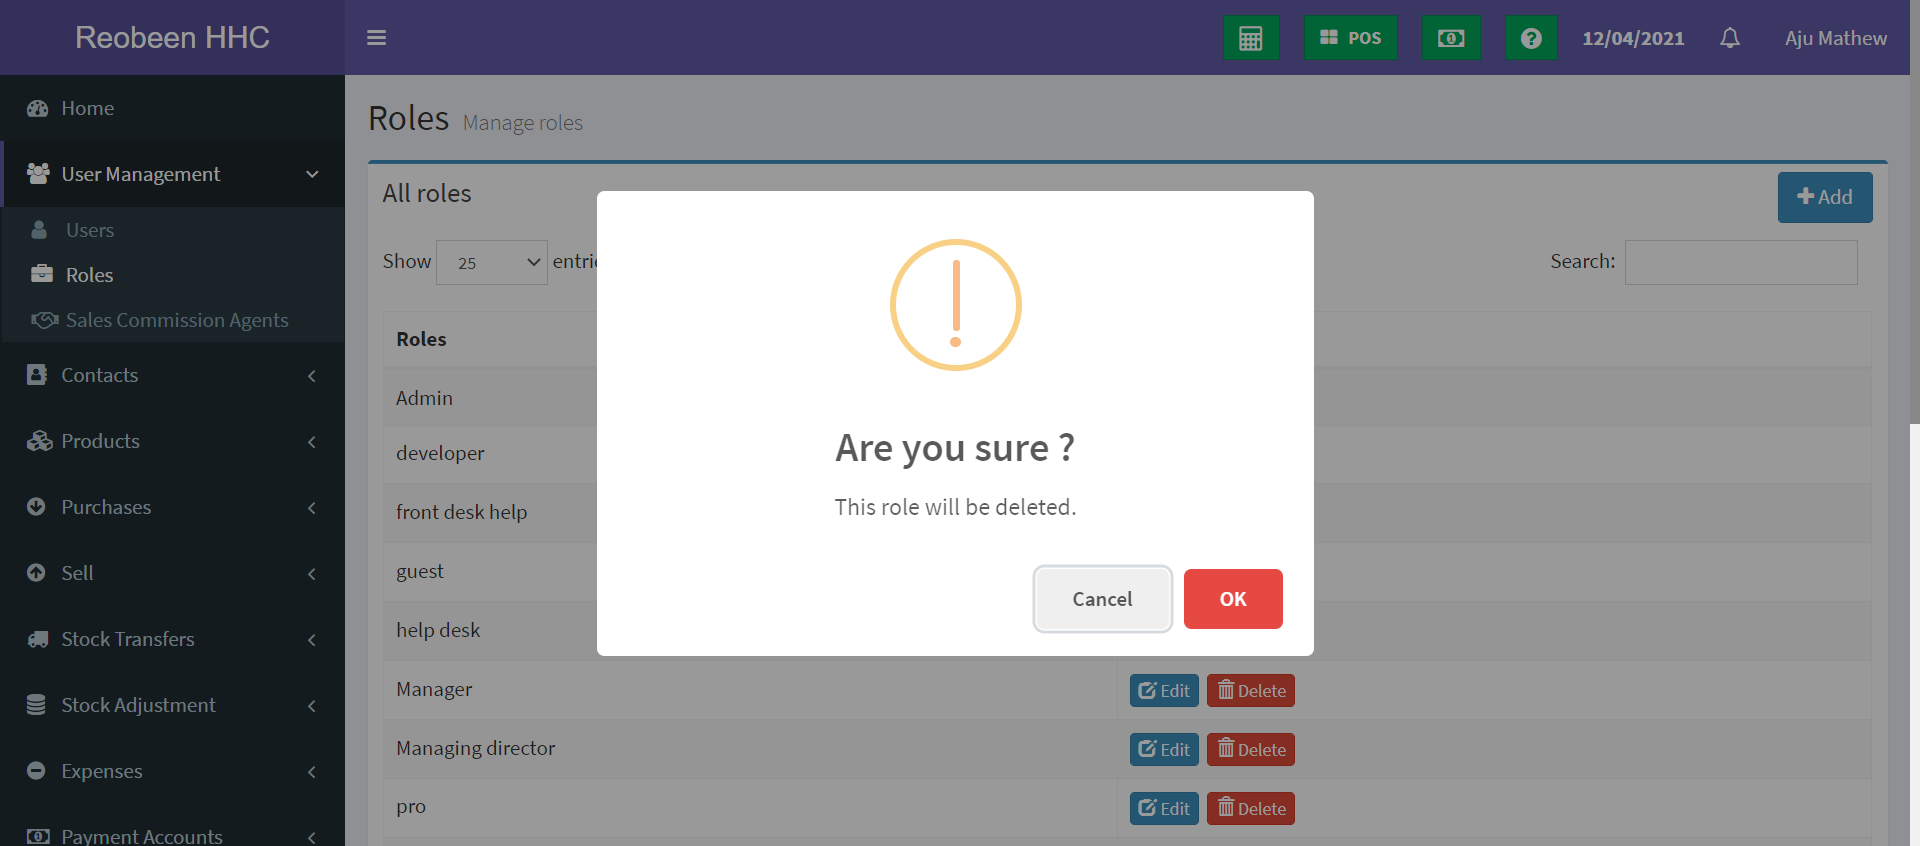 Reobeen HHC
POS
12/04/2021
Aju Mathew
Home
User Management
Users
Roles
Sales Commission Agents
Contacts
Products
Purchases
Sell
Stock Transfers
Stock Adjustment
Expenses
Payment Accounts
Roles Manage roles
All roles
Add
Show 25 entrie
Search:
Roles
Admin
developer
front desk help
guest
help desk
Manager Edit Delete
Managing director Edit Delete
pro Edit Delete
Are you sure ?
This role will be deleted.
Cancel OK